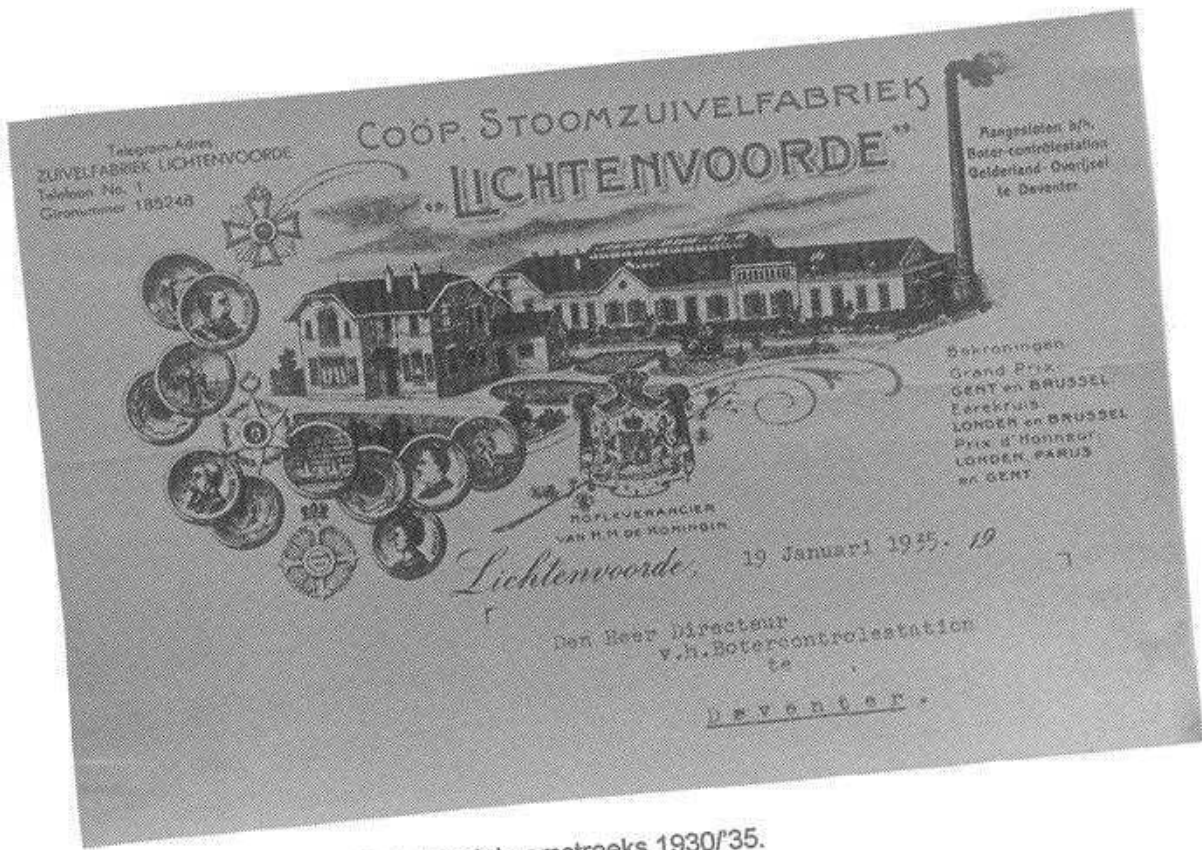 Telegram-Adres
ZUIVELFABRIEK LICHTENVOORDE
Telefoon No. 1
Gironummer 185248
COÖP. STOOMZUIVELFABRIEK
"LICHTENVOORDE"
Aangesloten b/h.
Boter-contrôlestation
Gelderland-Overijsel
te Deventer.
Bekroningen:
Grand Prix:
GENT en BRUSSEL.
Eerekruis:
LONDEN en BRUSSEL
Prix d'Honneur:
LONDEN, PARIJS
en GENT
HOFLEVERANCIER
VAN H.M. DE KONINGIN
Lichtenvoorde, 19 Januari 1935. 19
Den Heer Directeur
v.h.Botercontrolestation
te
Deventer.
omstreeks 1930/'35.